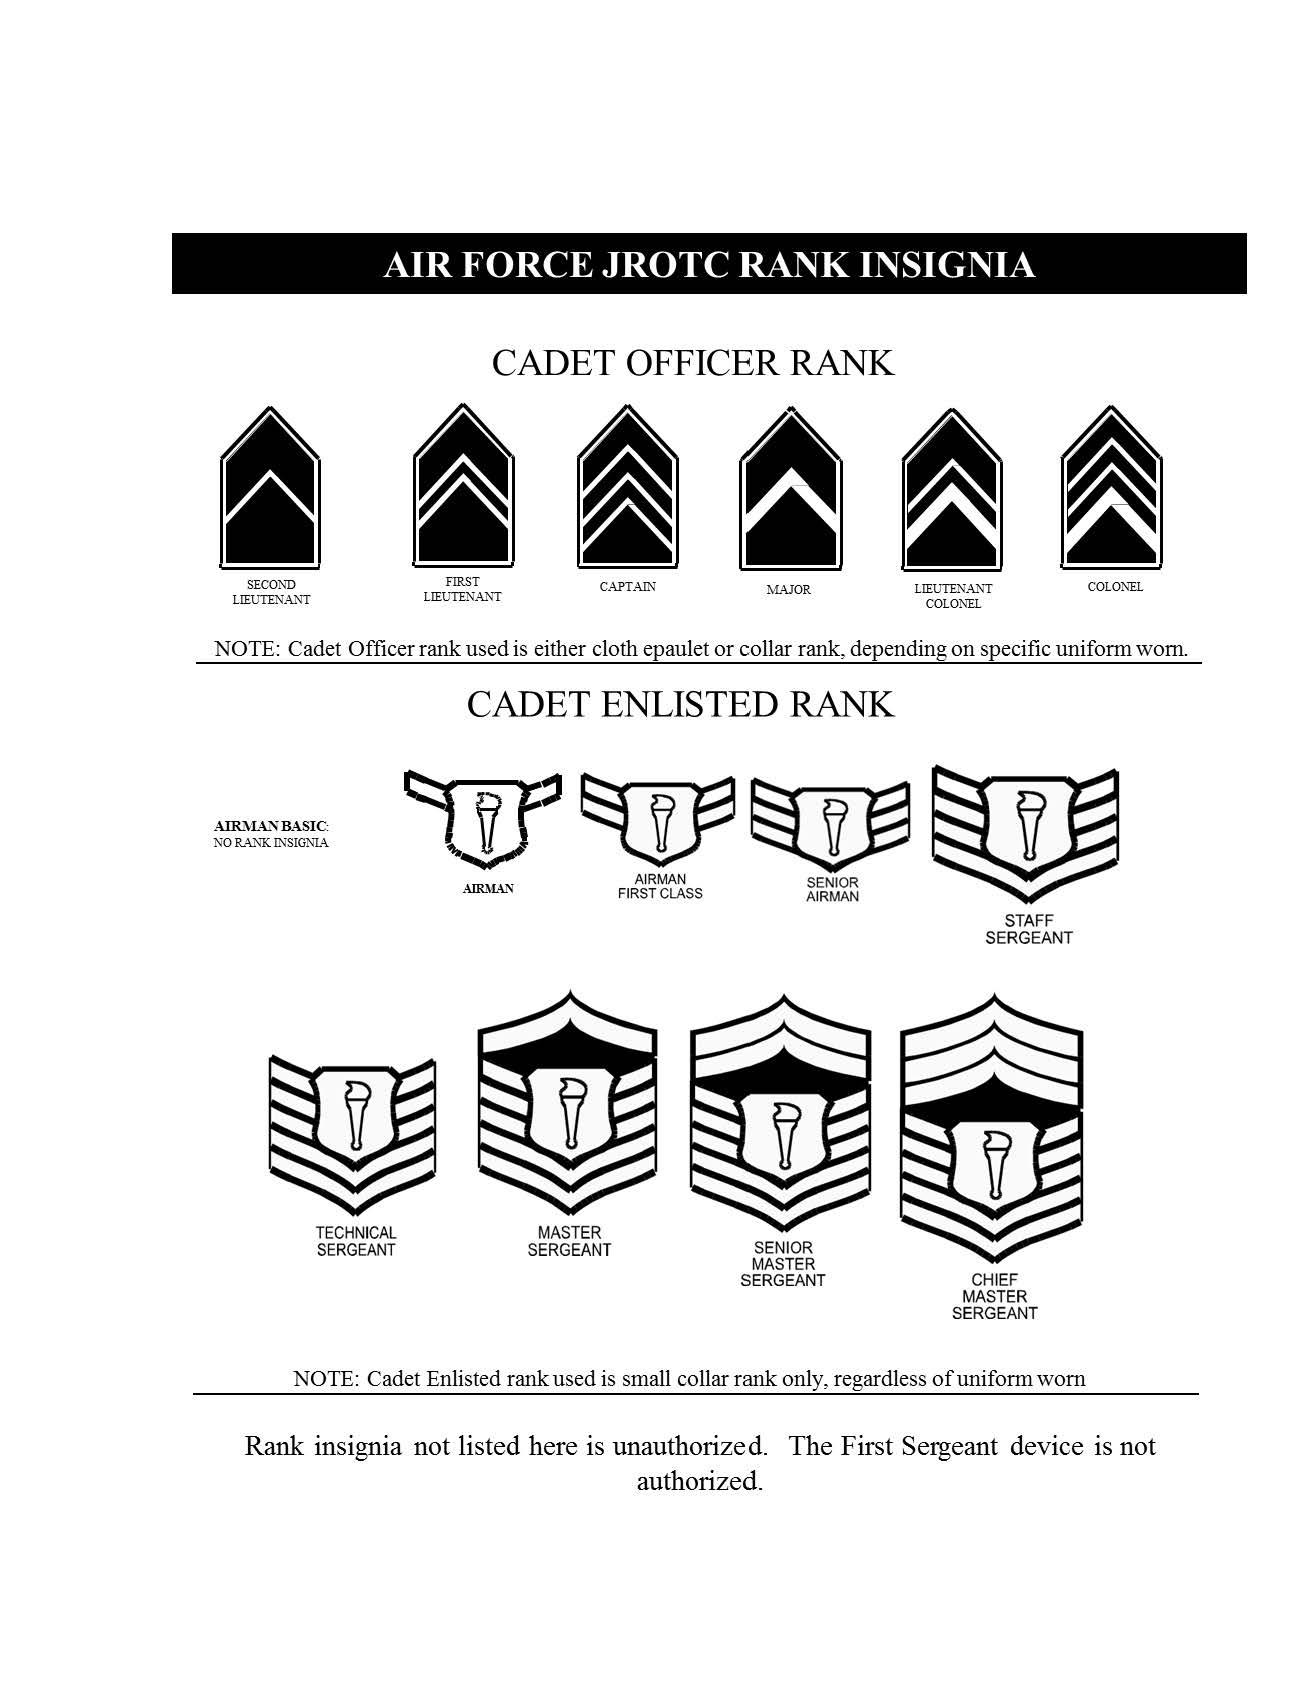 AIR FORCE JROTC RANK INSIGNIA
CADET OFFICER RANK
SECOND
LIEUTENANT
FIRST
LIEUTENANT
CAPTAIN
MAJOR
LIEUTENANT
COLONEL
COLONEL
NOTE: Cadet Officer rank used is either cloth epaulet or collar rank, depending on specific uniform worn.
CADET ENLISTED RANK
AIRMAN BASIC:
NO RANK INSIGNIA
AIRMAN
AIRMAN
FIRST CLASS
SENIOR
AIRMAN
STAFF
SERGEANT
TECHNICAL
SERGEANT
MASTER
SERGEANT
SENIOR
MASTER
SERGEANT
CHIEF
MASTER
SERGEANT
NOTE: Cadet Enlisted rank used is small collar rank only, regardless of uniform worn
Rank insignia not listed here is unauthorized. The First Sergeant device is not
authorized.